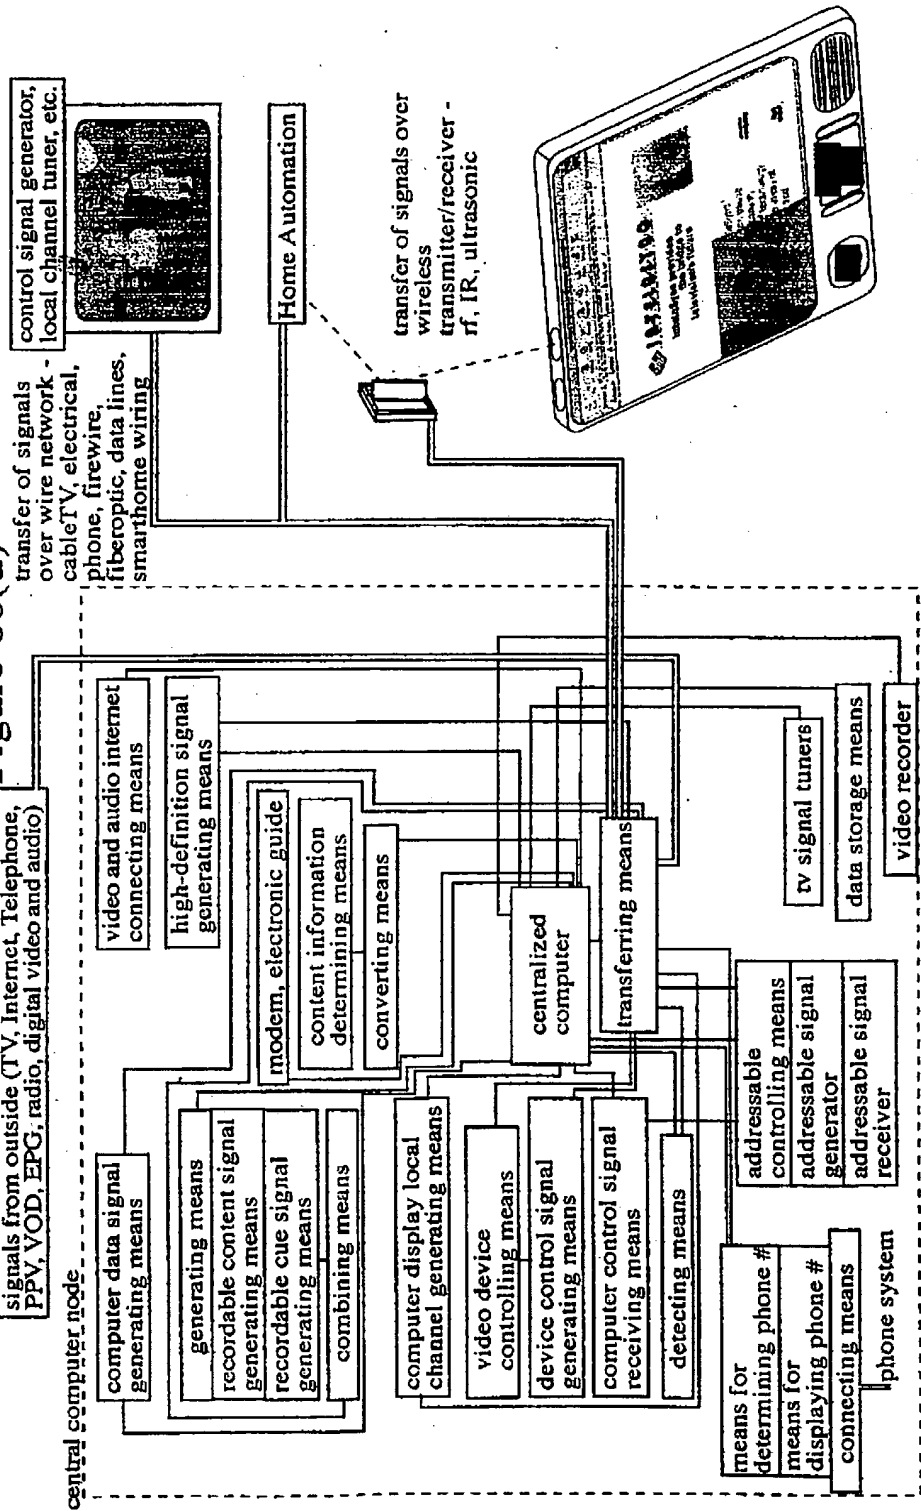 signals from outside (TV, Internet, Telephone,
PPV, VOD, EPG, radio, digital video and audio)
central computer node
computer data signal
generating means
generating means
recordable content signal
generating means
recordable cue signal
generating means
combining means
computer display local
channel generating means
video device
controlling means
device control signal
generating means
computer control signal
receiving means
detecting means
means for
determining phone #
means for
displaying phone #
connecting means
phone system
video and audio internet
connecting means
high-definition signal
generating means
modem, electronic guide
content information
determining means
converting means
centralized
computer
transferring means
addressable
controlling means
addressable signal
generator
addressable signal
receiver
tv signal tuners
data storage means
video recorder
transfer of signals
over wire network -
cableTV, electrical,
phone, firewire,
fiberoptic, data lines,
smarthome wiring
control signal generator,
local channel tuner, etc.
Home Automation
transfer of signals over
wireless
transmitter/receiver -
rf, IR, ultrasonic